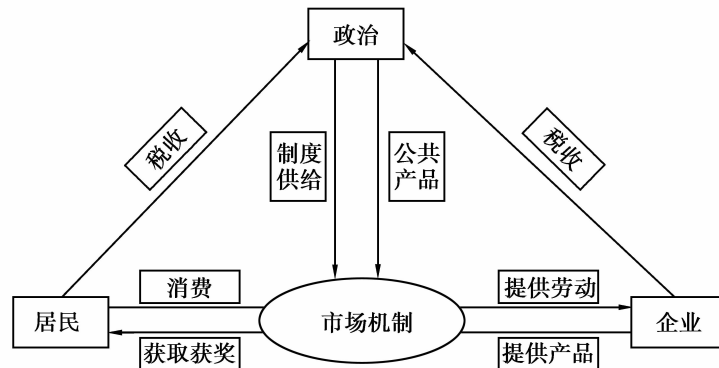 政治
税收
制度
供给
公共
产品
税收
消费
提供劳动
居民
市场机制
企业
获取获奖
提供产品